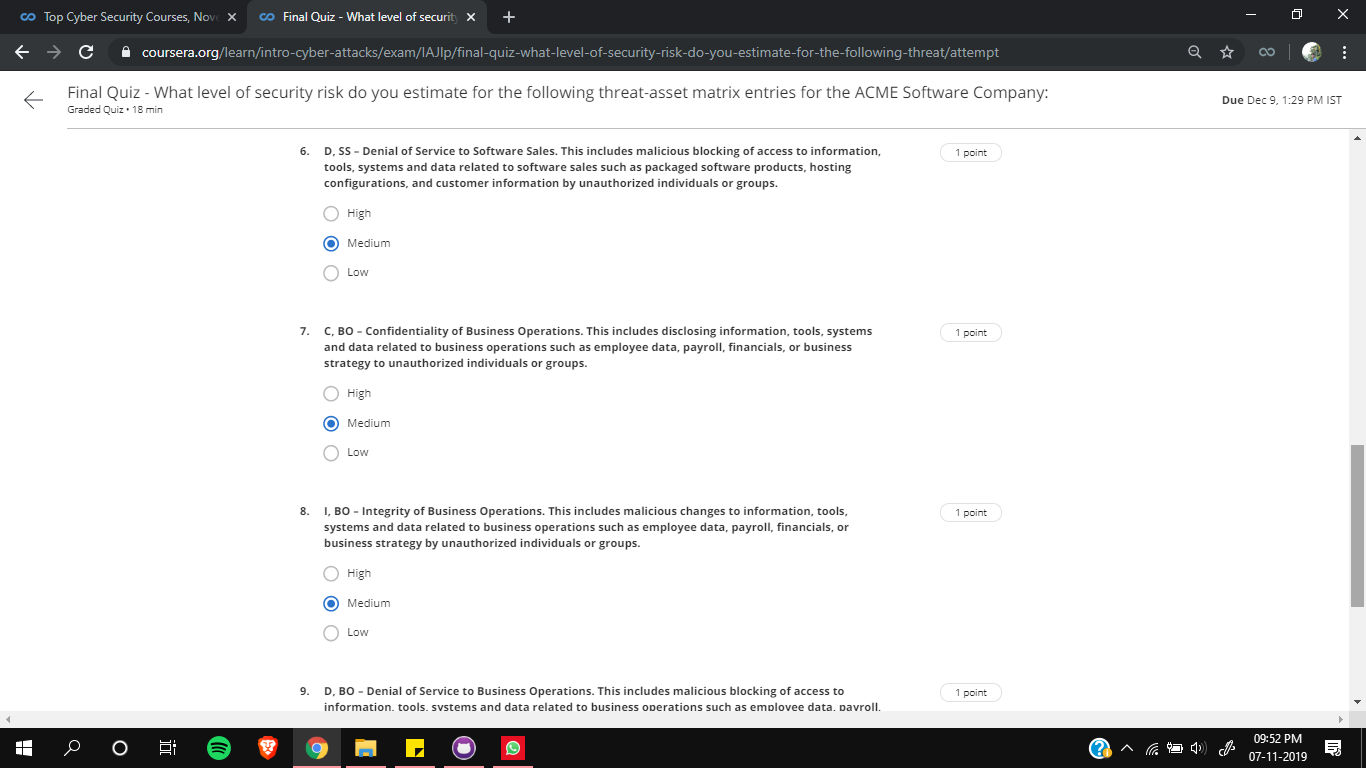 Top Cyber Security Courses, Nove
Final Quiz - What level of security
coursera.org/learn/intro-cyber-attacks/exam/IAJlp/final-quiz-what-level-of-security-risk-do-you-estimate-for-the-following-threat/attempt
Final Quiz - What level of security risk do you estimate for the following threat-asset matrix entries for the ACME Software Company:
Graded Quiz • 18 min
Due Dec 9, 1:29 PM IST
6. D, SS – Denial of Service to Software Sales. This includes malicious blocking of access to information,
1 point
tools, systems and data related to software sales such as packaged software products, hosting
configurations, and customer information by unauthorized individuals or groups.
High
Medium
Low
7. C, BO – Confidentiality of Business Operations. This includes disclosing information, tools, systems
1 point
and data related to business operations such as employee data, payroll, financials, or business
strategy to unauthorized individuals or groups.
High
Medium
Low
8. I, BO – Integrity of Business Operations. This includes malicious changes to information, tools,
1 point
systems and data related to business operations such as employee data, payroll, financials, or
business strategy by unauthorized individuals or groups.
High
Medium
Low
9. D, BO – Denial of Service to Business Operations. This includes malicious blocking of access to
1 point
information, tools, systems and data related to business operations such as employee data, payroll,
09:52 PM
07-11-2019